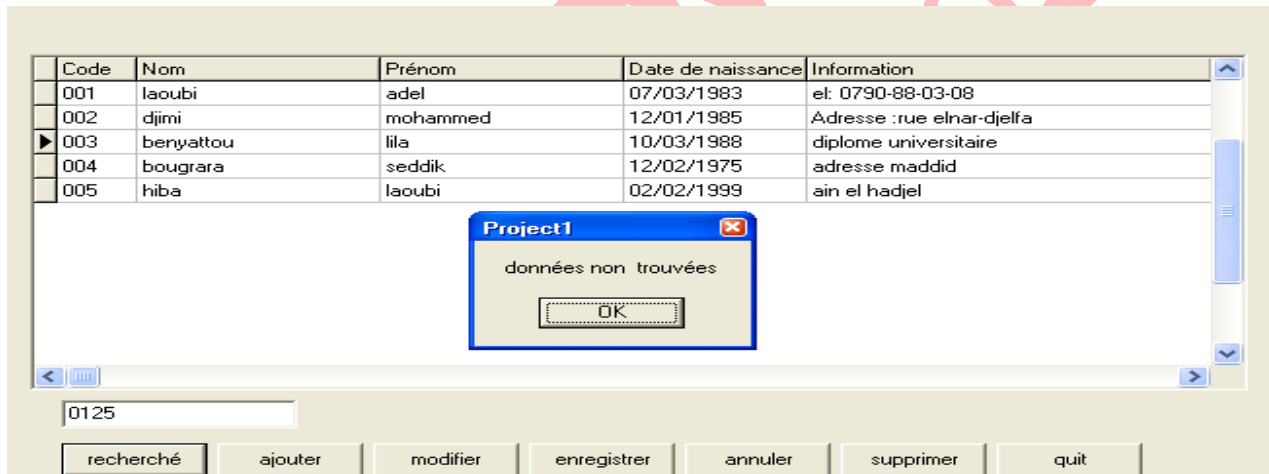 Code Nom Prénom Date de naissance Information
001 laoubi adel 07/03/1983 el: 0790-88-03-08
002 djimi mohammed 12/01/1985 Adresse :rue elnar-djelfa
003 benyattou lila 10/03/1988 diplome universitaire
004 bougrara seddik 12/02/1975 adresse maddid
005 hiba laoubi 02/02/1999 ain el hadjel
Project1
données non trouvées
OK
0125
recherché ajouter modifier enregistrer annuler supprimer quit